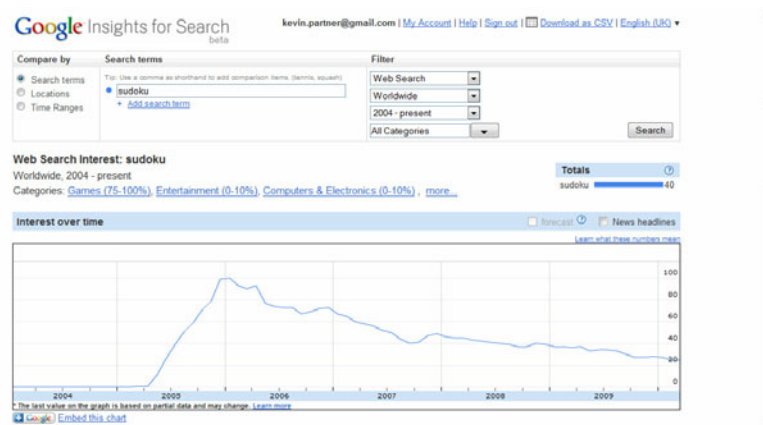 Google Insights for Search
beta
kevin.partner@gmail.com | My Account | Help | Sign out | Download as CSV | English (UK)
Compare by
Search terms
Filter
Search terms
Locations
Time Ranges
Tip: Use a comma as shorthand to add comparison items. (tennis, squash)
sudoku
+ Add search term
Web Search
Worldwide
2004 - present
All Categories
Search
Web Search Interest: sudoku
Worldwide, 2004 - present
Categories: Games (75-100%), Entertainment (0-10%), Computers & Electronics (0-10%) , more...
Totals
sudoku 40
Interest over time
forecast
News headlines
Learn what these numbers mean
100
80
60
40
20
0
2004 2005 2006 2007 2008 2009
* The last value on the graph is based on partial data and may change. Learn more
Google Embed this chart